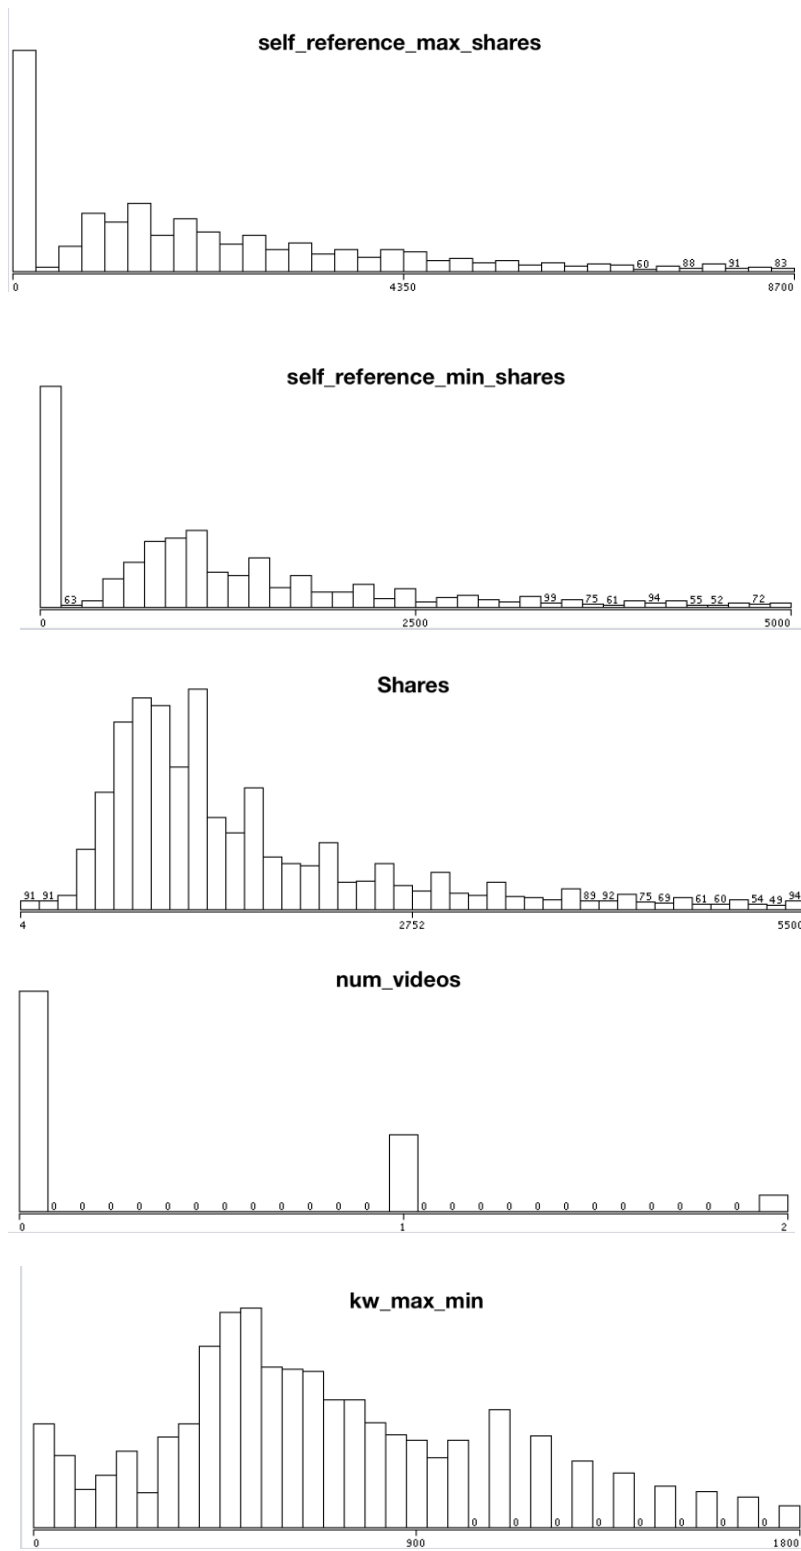 self_reference_max_shares
60 88 91 83
0 4350 8700
self_reference_min_shares
63 99 75 61 94 55 52 72
0 2500 5000
Shares
91 91 89 92 75 69 61 60 54 49 94
4 2752 5500
num_videos
0 0 0 0 0 0 0 0 0 0 0 0 0 0 0 0 0 0 0 0 0 0 0 0
0 1 2
kw_max_min
0 0 0 0 0 0 0 0
0 900 1800